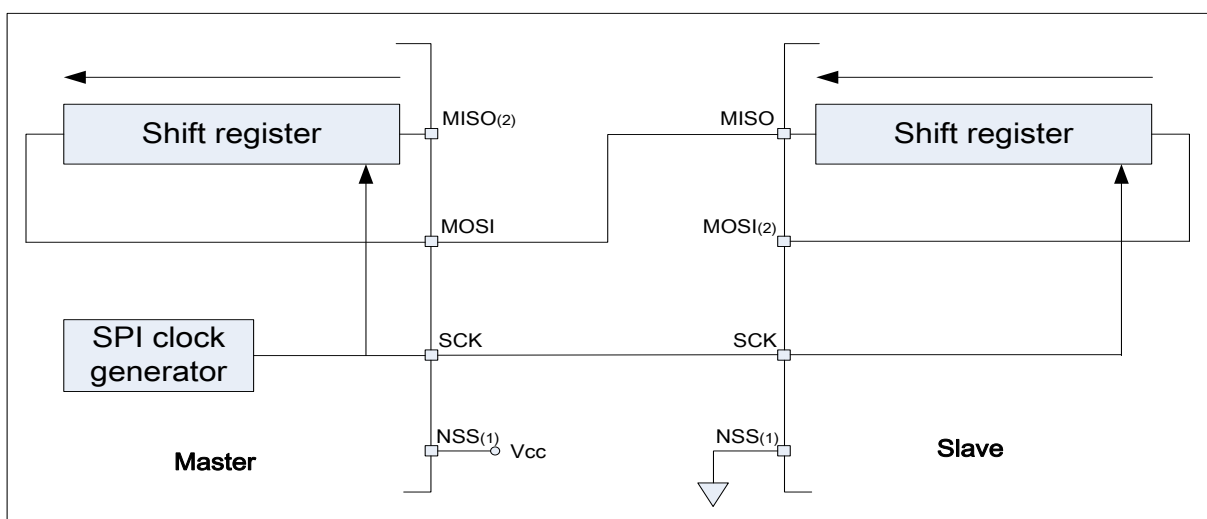 Shift register
MISO(2)
MOSI
SPI clock
generator
SCK
NSS(1)
Vcc
Master
MISO
Shift register
MOSI(2)
SCK
NSS(1)
Slave